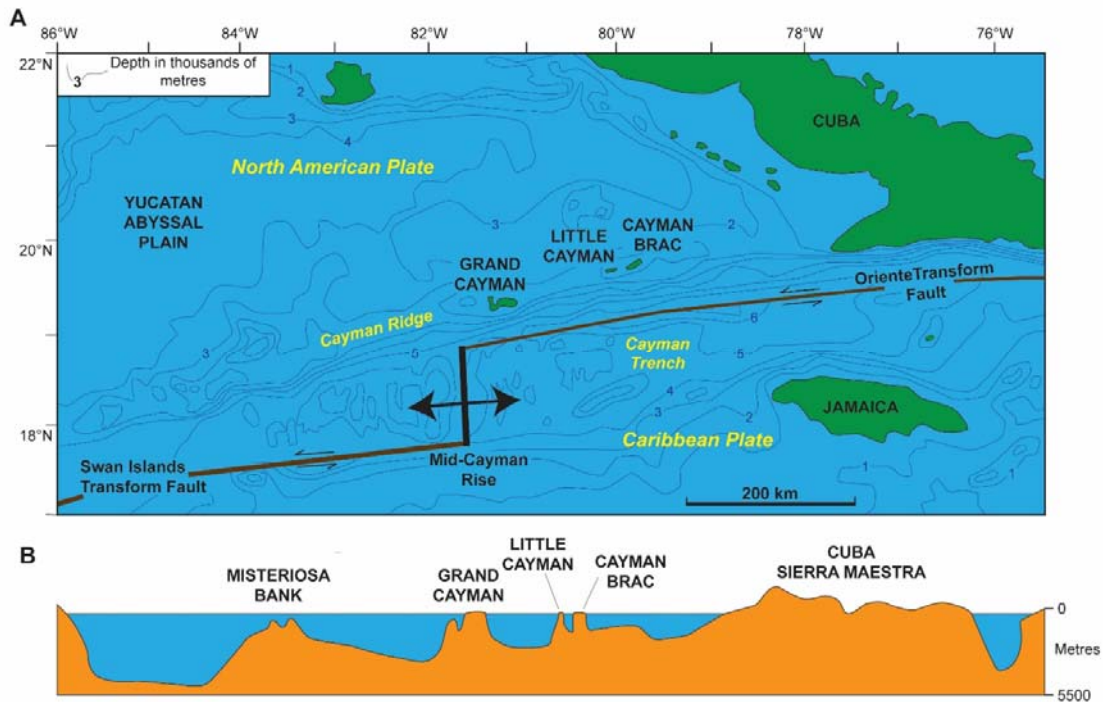 A
86°W
84°W
82°W
80°W
78°W
76°W
22°N
3
Depth in thousands of
metres
1
2
3
4
CUBA
North American Plate
YUCATAN
ABYSSAL
PLAIN
3
2
20°N
LITTLE
CAYMAN
CAYMAN
BRAC
GRAND
CAYMAN
OrienteTransform
Fault
Cayman Ridge
6
3
5
Cayman
Trench
5
4
3
2
JAMAICA
18°N
Caribbean Plate
Swan Islands
Transform Fault
Mid-Cayman
Rise
1
1
200 km
B
MISTERIOSA
BANK
GRAND
CAYMAN
LITTLE
CAYMAN
CAYMAN
BRAC
CUBA
SIERRA MAESTRA
0
Metres
5500